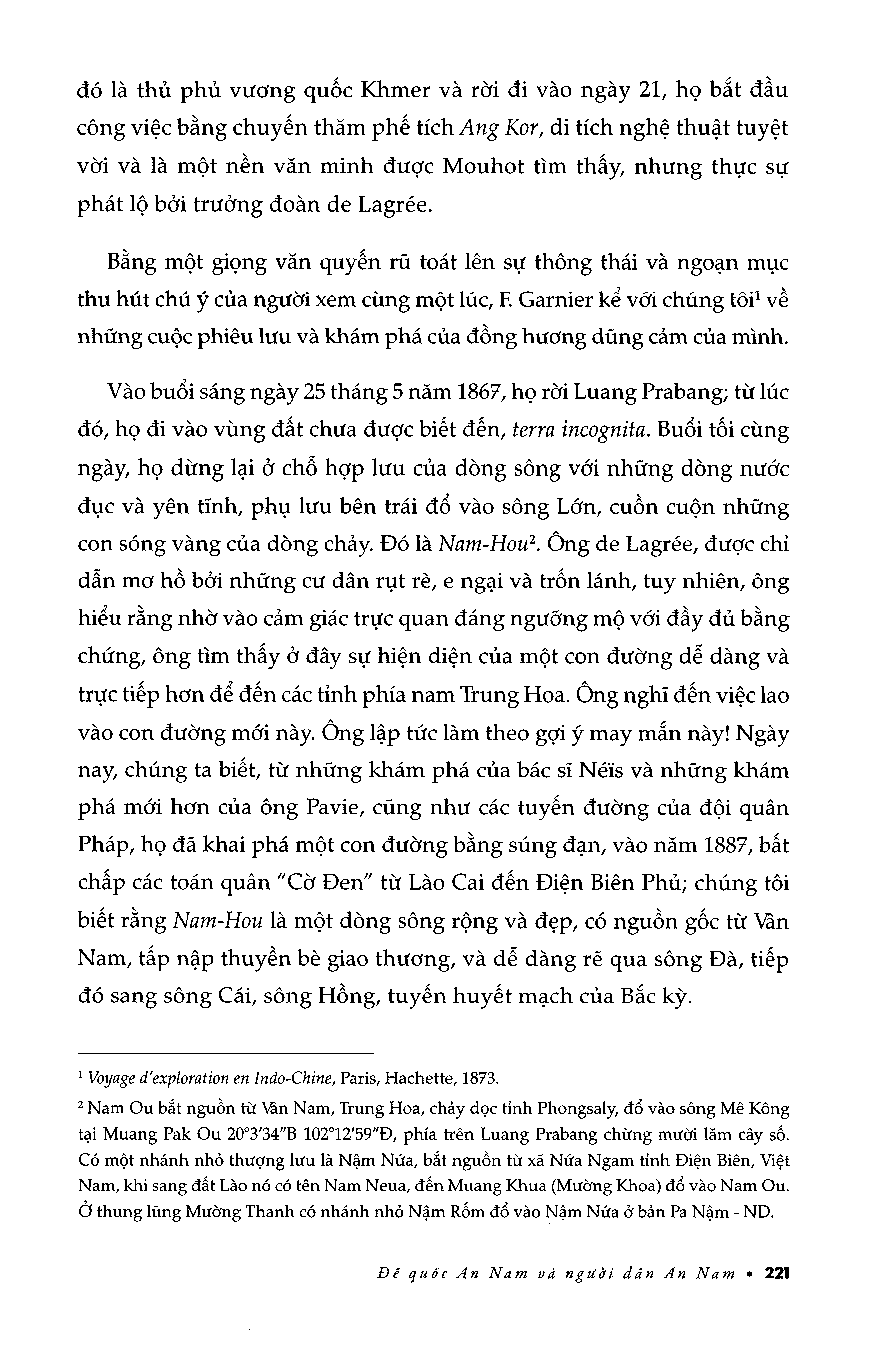 đó là thủ phủ vương quốc Khmer và rời đi vào ngày 21, họ bắt đầu
công việc bằng chuyến thăm phế tích Ang Kor, di tích nghệ thuật tuyệt
vời và là một nền văn minh được Mouhot tìm thấy, nhưng thực sự
phát lộ bởi trưởng đoàn de Lagrée.
Bằng một giọng văn quyến rũ toát lên sự thông thái và ngoạn mục
thu hút chú ý của người xem cùng một lúc, F. Garnier kể với chúng tôi¹ về
những cuộc phiêu lưu và khám phá của đồng hương dũng cảm của mình.
Vào buổi sáng ngày 25 tháng 5 năm 1867, họ rời Luang Prabang; từ lúc
đó, họ đi vào vùng đất chưa được biết đến, terra incognita. Buổi tối cùng
ngày, họ dừng lại ở chỗ hợp lưu của dòng sông với những dòng nước
đục và yên tĩnh, phụ lưu bên trái đổ vào sông Lớn, cuồn cuộn những
con sóng vàng của dòng chảy. Đó là Nam-Hou². Ông de Lagrée, được chỉ
dẫn mơ hồ bởi những cư dân rụt rè, e ngại và trốn lánh, tuy nhiên, ông
hiểu rằng nhờ vào cảm giác trực quan đáng ngưỡng mộ với đầy đủ bằng
chứng, ông tìm thấy ở đây sự hiện diện của một con đường dễ dàng và
trực tiếp hơn để đến các tỉnh phía nam Trung Hoa. Ông nghĩ đến việc lao
vào con đường mới này. Ông lập tức làm theo gợi ý may mắn này! Ngày
nay, chúng ta biết, từ những khám phá của bác sĩ Néïs và những khám
phá mới hơn của ông Pavie, cũng như các tuyến đường của đội quân
Pháp, họ đã khai phá một con đường bằng súng đạn, vào năm 1887, bất
chấp các toán quân "Cờ Đen" từ Lào Cai đến Điện Biên Phủ; chúng tôi
biết rằng Nam-Hou là một dòng sông rộng và đẹp, có nguồn gốc từ Vân
Nam, tấp nập thuyền bè giao thương, và dễ dàng rẽ qua sông Đà, tiếp
đó sang sông Cái, sông Hồng, tuyến huyết mạch của Bắc kỳ.
¹ Voyage d'exploration en Indo-Chine, Paris, Hachette, 1873.
² Nam Ou bắt nguồn từ Vân Nam, Trung Hoa, chảy dọc tỉnh Phongsaly, đổ vào sông Mê Kông
tại Muang Pak Ou 20°3'34"B 102°12'59"Đ, phía trên Luang Prabang chừng mười lăm cây số.
Có một nhánh nhỏ thượng lưu là Nậm Nứa, bắt nguồn từ xã Nứa Ngam tỉnh Điện Biên, Việt
Nam, khi sang đất Lào nó có tên Nam Neua, đến Muang Khua (Mường Khoa) đổ vào Nam Ou.
Ở thung lũng Mường Thanh có nhánh nhỏ Nậm Rốm đổ vào Nậm Nứa ở bản Pa Nậm - ND.
Đế quốc An Nam và người dân An Nam • 221